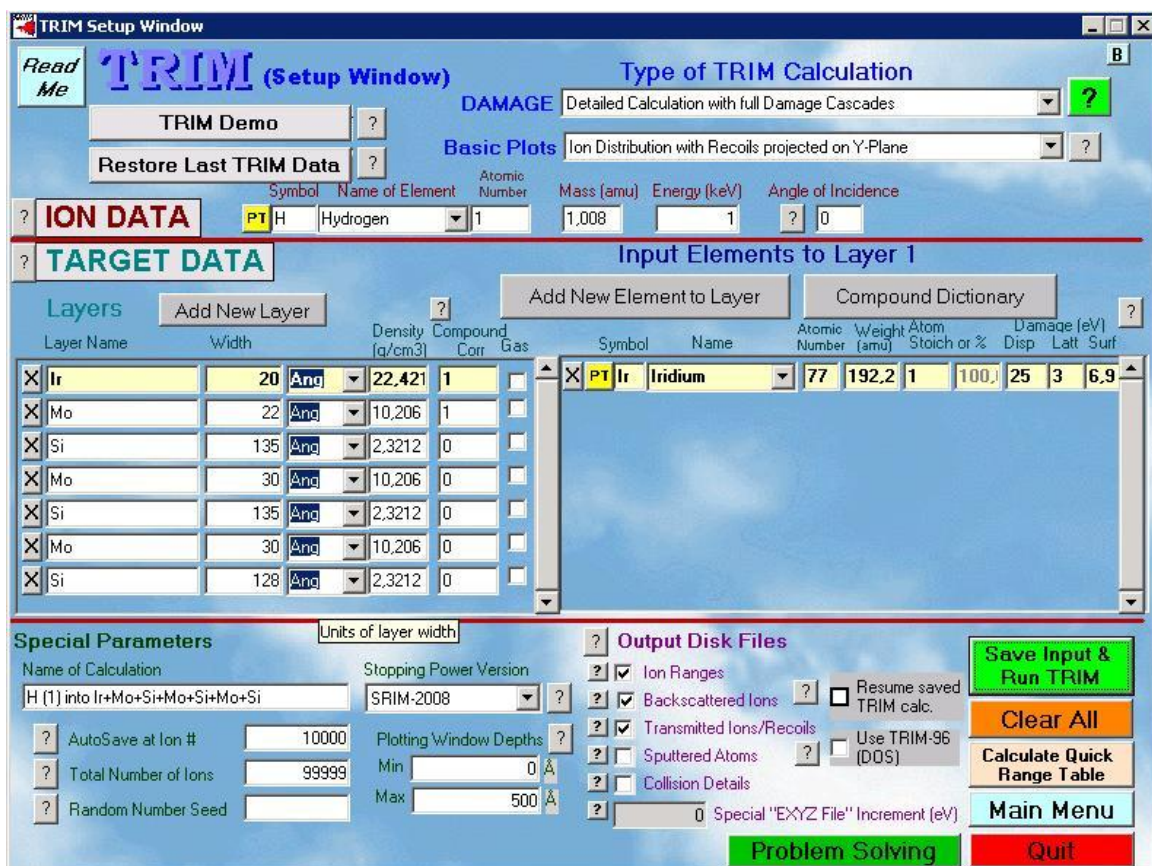 TRIM Setup Window
Read Me
TRIM (Setup Window)
B
Type of TRIM Calculation
DAMAGE Detailed Calculation with full Damage Cascades ?
TRIM Demo ?
Basic Plots Ion Distribution with Recoils projected on Y-Plane ?
Restore Last TRIM Data ?
Symbol Name of Element Atomic Number Mass (amu) Energy (keV) Angle of Incidence
? ION DATA PT H Hydrogen 1 1,008 1 ? 0
? TARGET DATA
Input Elements to Layer 1
Layers Add New Layer ? Add New Element to Layer Compound Dictionary ?
Layer Name Width Density (g/cm3) Compound Corr Gas
Symbol Name Atomic Number Weight (amu) Atom Stoich or % Damage (eV) Disp Latt Surf
X Ir 20 Ang 22,421 1
X PT Ir Iridium 77 192,2 1 100, 25 3 6,9
X Mo 22 Ang 10,206 1
X Si 135 Ang 2,3212 0
X Mo 30 Ang 10,206 0
X Si 135 Ang 2,3212 0
X Mo 30 Ang 10,206 0
X Si 128 Ang 2,3212 0
Units of layer width
Special Parameters
Name of Calculation
H (1) into Ir+Mo+Si+Mo+Si+Mo+Si
Stopping Power Version
SRIM-2008 ?
? AutoSave at Ion # 10000
? Total Number of Ions 99999
? Random Number Seed
Plotting Window Depths ?
Min 0 Å
Max 500 Å
? Output Disk Files
? Ion Ranges
? Backscattered Ions
? Transmitted Ions/Recoils
? Sputtered Atoms
? Collision Details
? 0 Special "EXYZ File" Increment (eV)
? Resume saved TRIM calc.
? Use TRIM-96 (DOS)
Problem Solving
Save Input & Run TRIM
Clear All
Calculate Quick Range Table
Main Menu
Quit